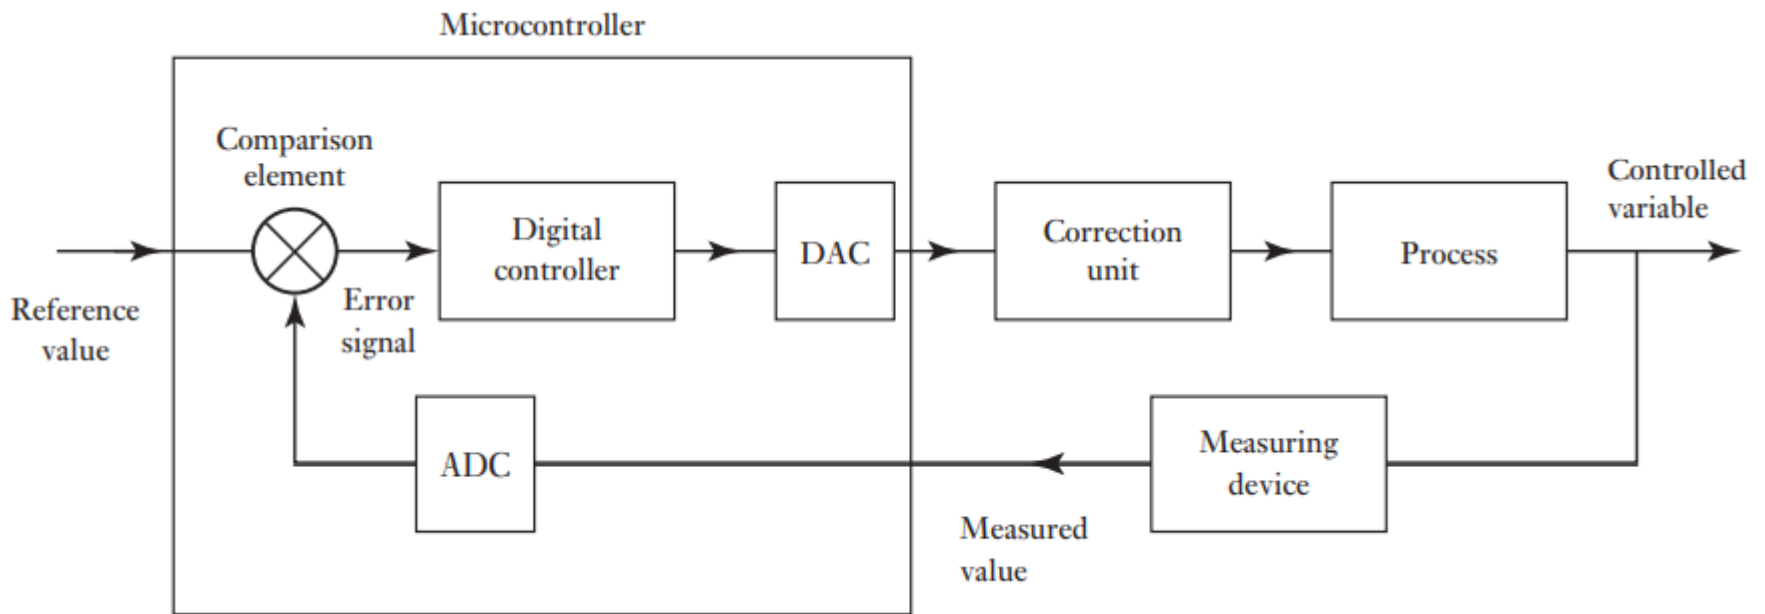 Microcontroller
Comparison
element
Reference
value
Error
signal
Digital
controller
DAC
Correction
unit
Process
Controlled
variable
ADC
Measured
value
Measuring
device